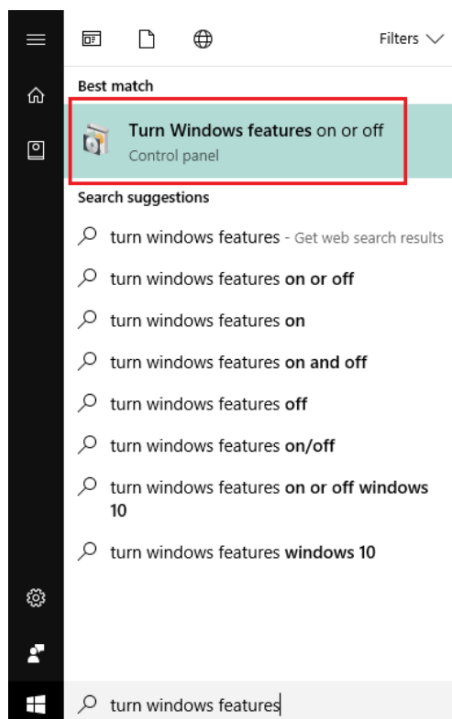 Filters
Best match
Turn Windows features on or off
Control panel
Search suggestions
turn windows features - Get web search results
turn windows features on or off
turn windows features on
turn windows features on and off
turn windows features off
turn windows features on/off
turn windows features on or off windows
10
turn windows features windows 10
turn windows features